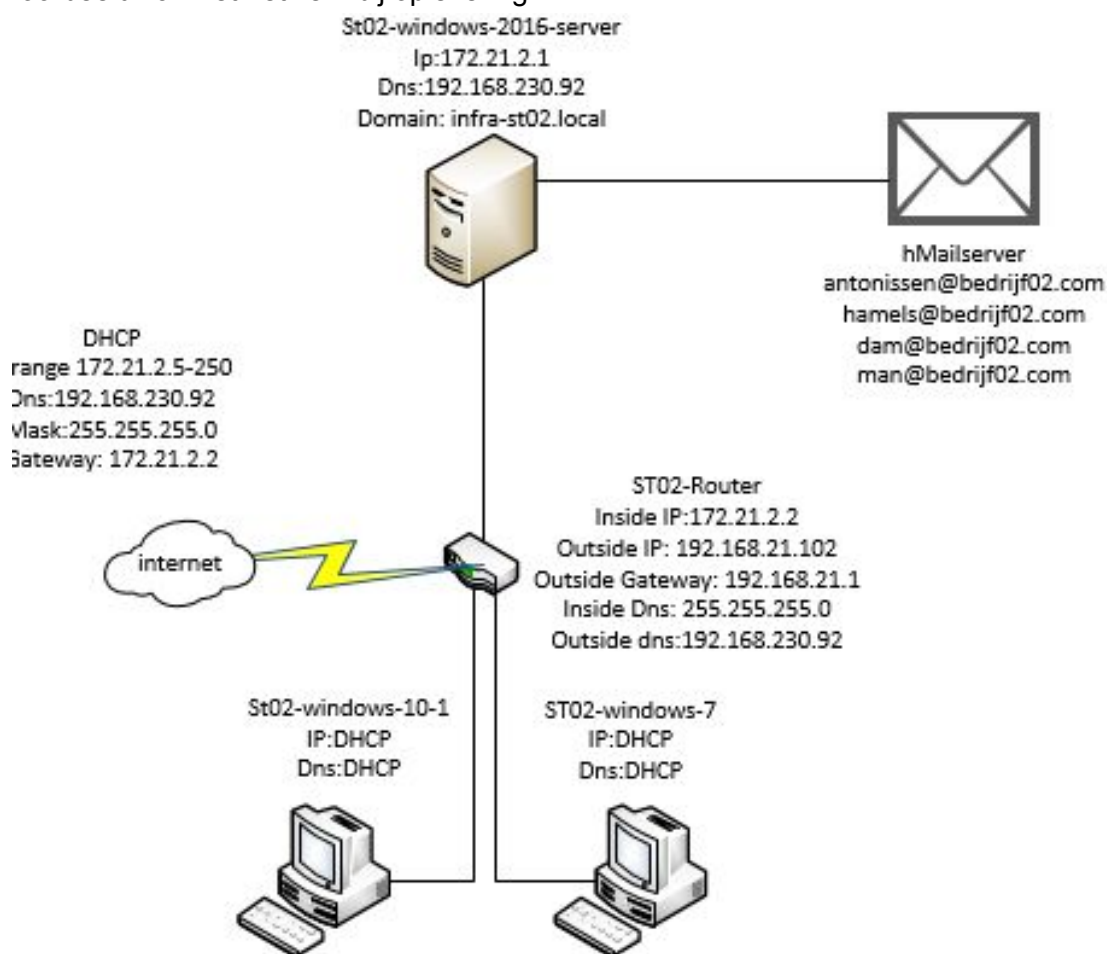 St02-windows-2016-server
Ip:172.21.2.1
Dns:192.168.230.92
Domain: infra-st02.local
hMailserver
antonissen@bedrijf02.com
hamels@bedrijf02.com
dam@bedrijf02.com
man@bedrijf02.com
DHCP
range 172.21.2.5-250
Dns:192.168.230.92
Mask:255.255.255.0
Gateway: 172.21.2.2
internet
ST02-Router
Inside IP:172.21.2.2
Outside IP: 192.168.21.102
Outside Gateway: 192.168.21.1
Inside Dns: 255.255.255.0
Outside dns:192.168.230.92
St02-windows-10-1
IP:DHCP
Dns:DHCP
ST02-windows-7
IP:DHCP
Dns:DHCP